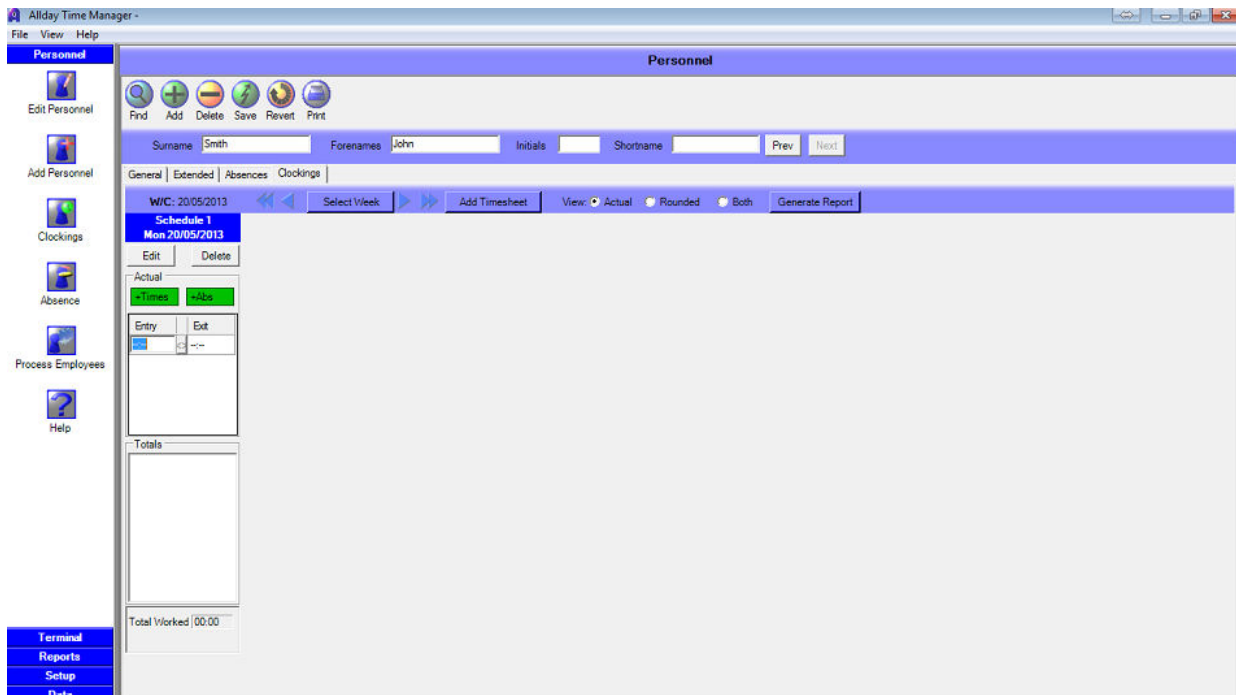 Allday Time Manager -
File View Help
Personnel
Edit Personnel
Add Personnel
Clockings
Absence
Process Employees
Help
Terminal
Reports
Setup
Data
Personnel
Find Add Delete Save Revert Print
Surname Smith Forenames John Initials Shortname Prev Next
General Extended Absences Clockings
W/C: 20/05/2013 Select Week Add Timesheet View: Actual Rounded Both Generate Report
Schedule 1
Mon 20/05/2013
Edit Delete
Actual
+Times +Abs
Entry Exit
--:-- <> --:--
Totals
Total Worked 00:00